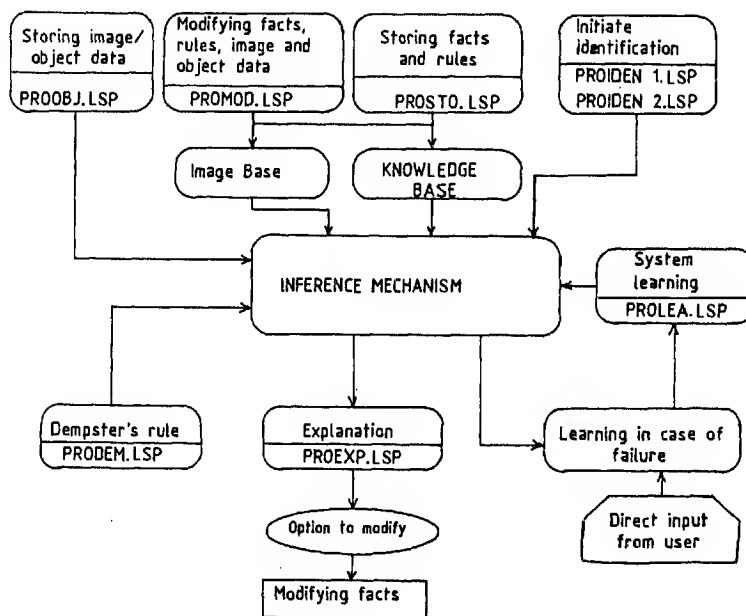 Storing image/
object data
PROOBJ.LSP
Modifying facts,
rules, image and
object data
PROMOD.LSP
Storing facts
and rules
PROSTO.LSP
Initiate
identification
PROIDEN 1.LSP
PROIDEN 2.LSP
Image Base
KNOWLEDGE
BASE
INFERENCE MECHANISM
System
learning
PROLEA.LSP
Dempster's rule
PRODEM.LSP
Explanation
PROEXP.LSP
Learning in case of
failure
Option to modify
Direct input
from user
Modifying facts